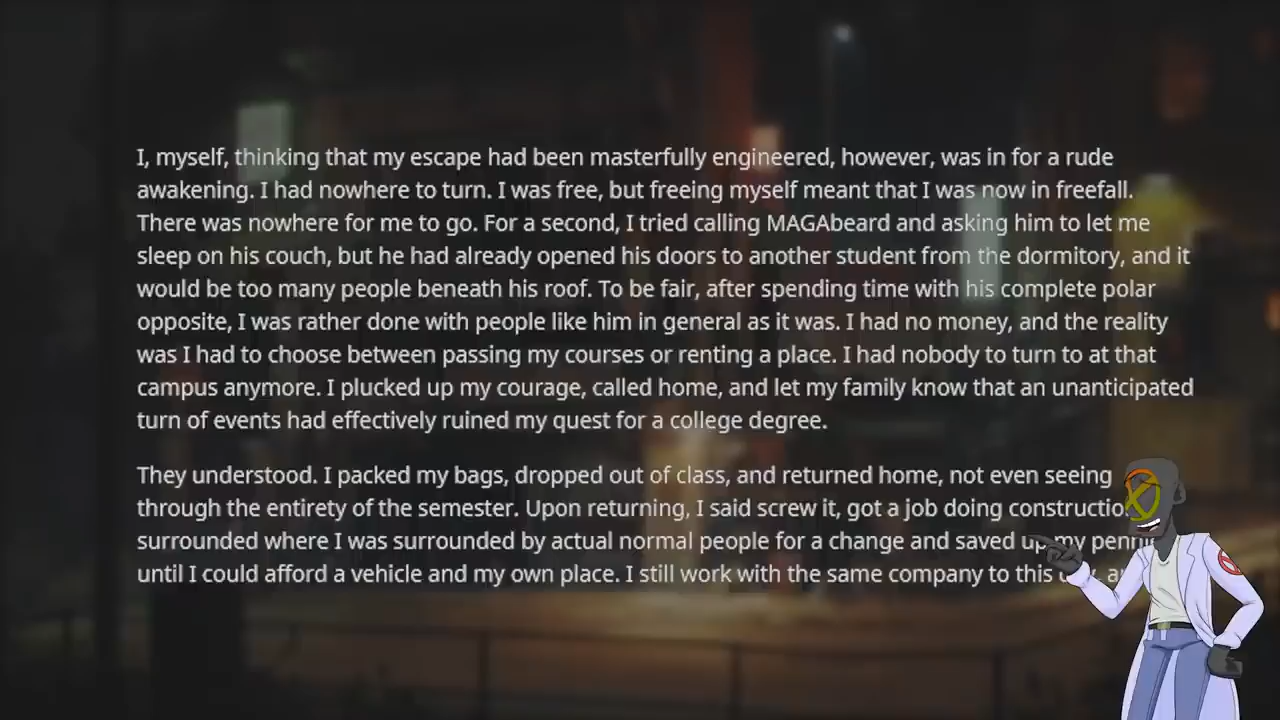 I, myself, thinking that my escape had been masterfully engineered, however, was in for a rude
awakening. I had nowhere to turn. I was free, but freeing myself meant that I was now in freefall.
There was nowhere for me to go. For a second, I tried calling MAGAbeard and asking him to let me
sleep on his couch, but he had already opened his doors to another student from the dormitory, and it
would be too many people beneath his roof. To be fair, after spending time with his complete polar
opposite, I was rather done with people like him in general as it was. I had no money, and the reality
was I had to choose between passing my courses or renting a place. I had nobody to turn to at that
campus anymore. I plucked up my courage, called home, and let my family know that an unanticipated
turn of events had effectively ruined my quest for a college degree.
They understood. I packed my bags, dropped out of class, and returned home, not even seeing
through the entirety of the semester. Upon returning, I said screw it, got a job doing
surrounded where I was surrounded by actual normal people for a change and saved up my
until I could afford a vehicle and my own place. I still work with the same company to this